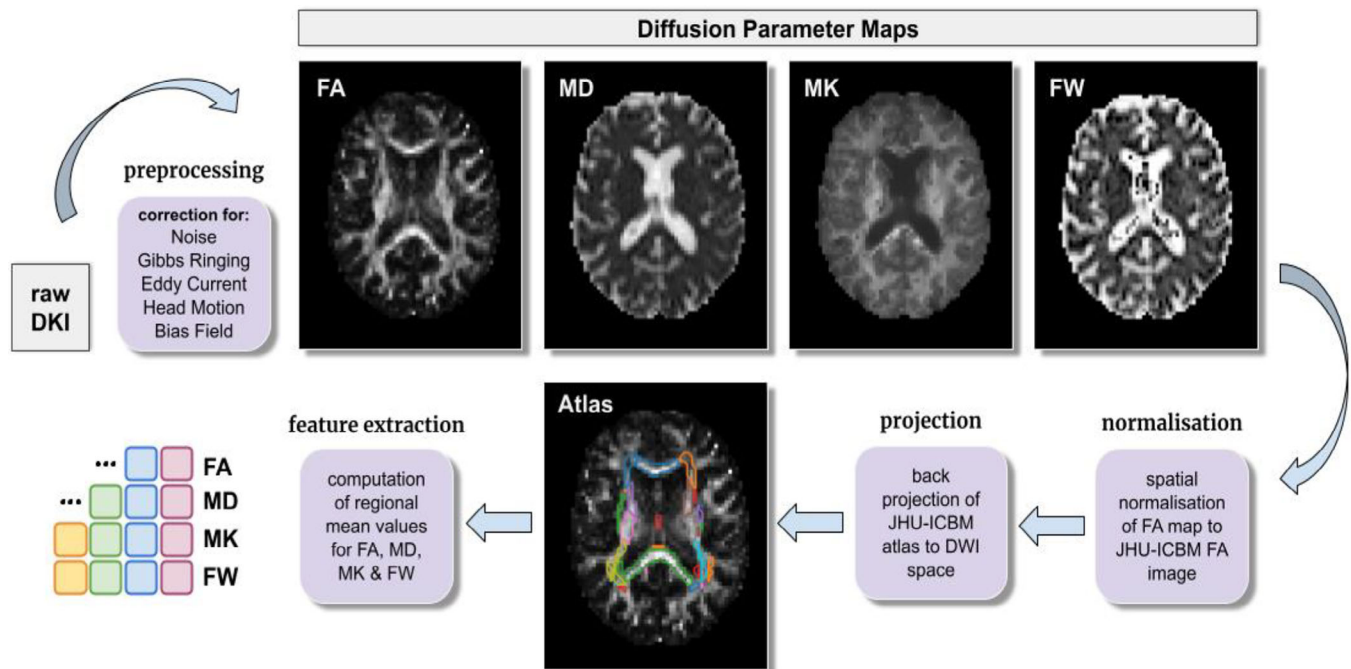 Diffusion Parameter Maps
FA
MD
MK
FW
preprocessing
correction for:
Noise
Gibbs Ringing
Eddy Current
Head Motion
Bias Field
raw
DKI
Atlas
feature extraction
computation
of regional
mean values
for FA, MD,
MK & FW
projection
back
projection of
JHU-ICBM
atlas to DWI
space
normalisation
spatial
normalisation
of FA map to
JHU-ICBM FA
image
... FA
... MD
MK
FW